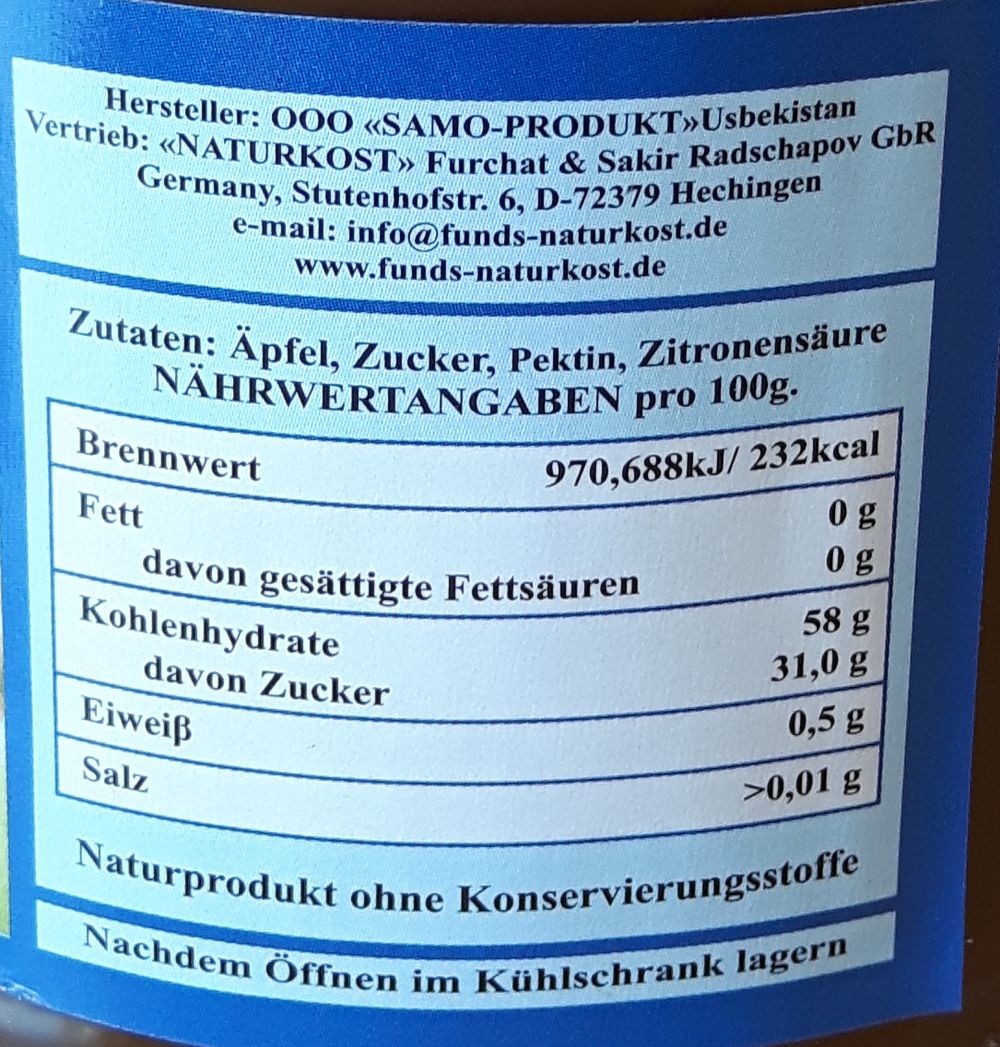 Hersteller: OOO «SAMO-PRODUKT»Usbekistan
Vertrieb: «NATURKOST» Furchat & Sakir Radschapov GbR
Germany, Stutenhofstr. 6, D-72379 Hechingen
e-mail: info@funds-naturkost.de
www.funds-naturkost.de
Zutaten: Äpfel, Zucker, Pektin, Zitronensäure
NÄHRWERTANGABEN pro 100g.
Brennwert 970,688kJ/ 232kcal
Fett 0 g
davon gesättigte Fettsäuren 0 g
Kohlenhydrate 58 g
davon Zucker 31,0 g
Eiweiß 0,5 g
Salz >0,01 g
Naturprodukt ohne Konservierungsstoffe
Nachdem Öffnen im Kühlschrank lagern